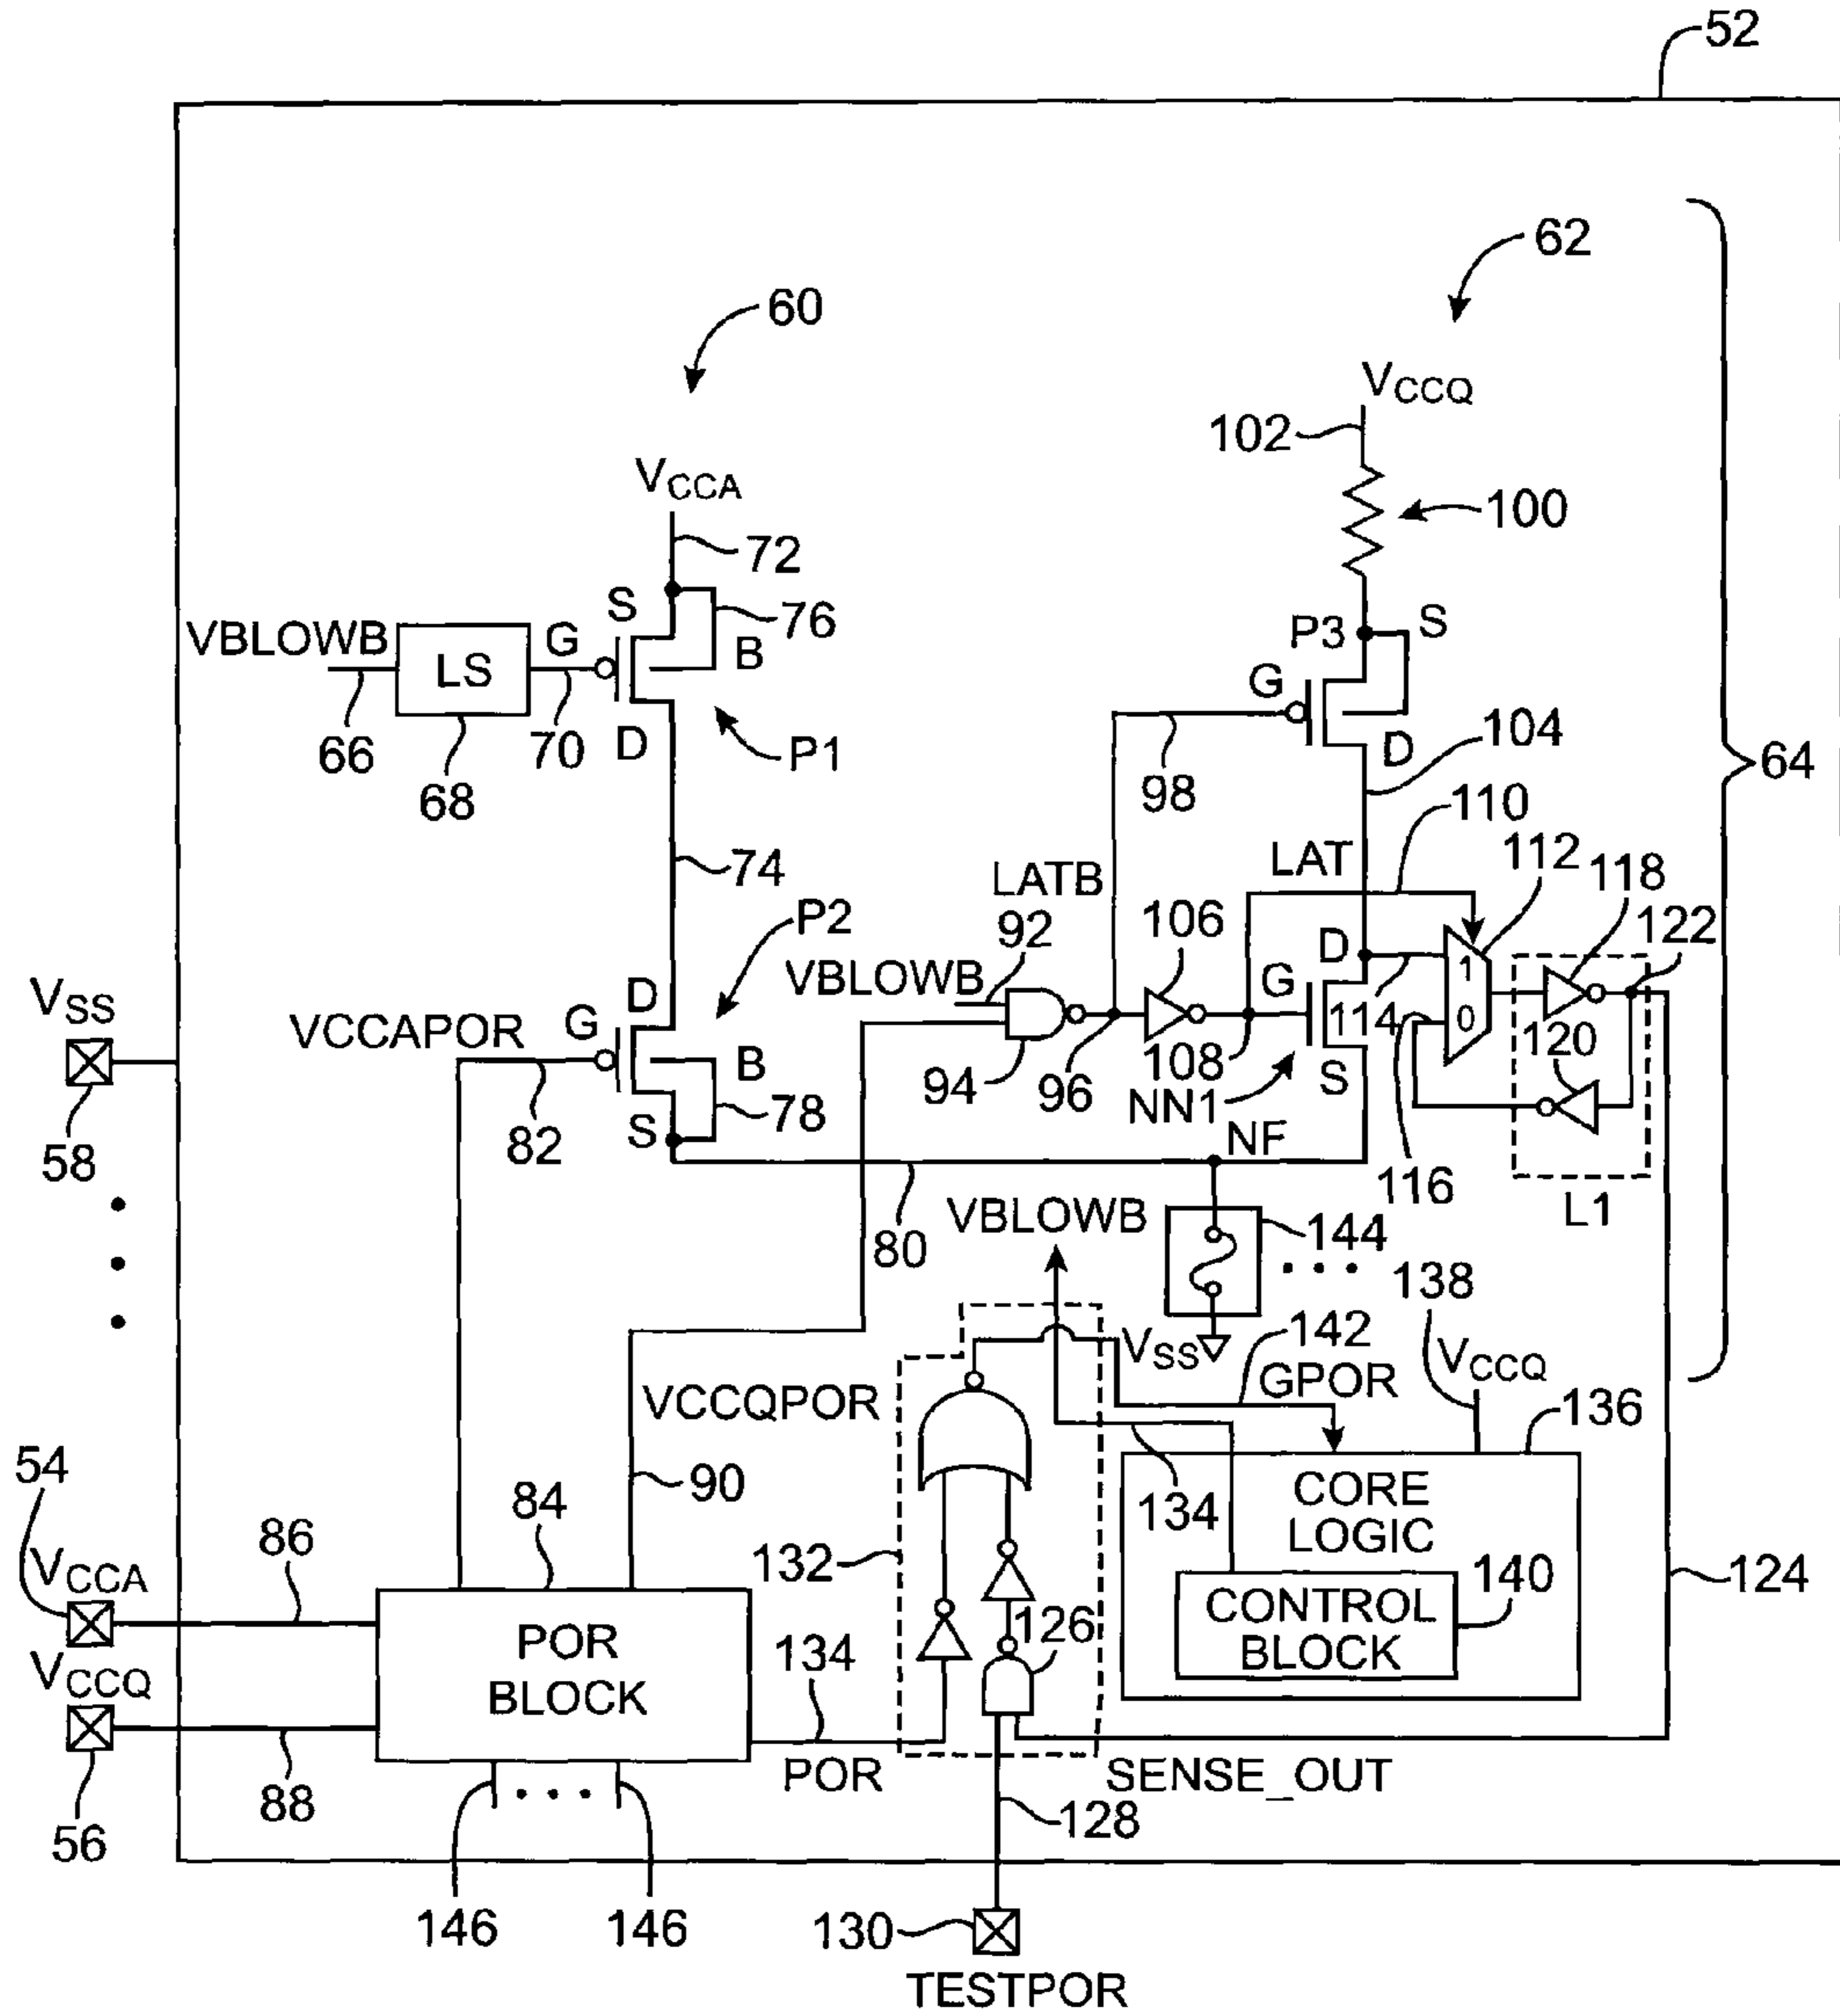 52
62
60
V_CCQ
102
V_CCA
100
72
S
76
P3
S
VBLOWB
LS
G
B
G
66
68
70
D
P1
98
D
104
64
110
74
LATB
LAT
112
118
P2
92
106
122
V_SS
VBLOWB
D
D
G
1
VCCAPOR
G
114
0
B
94
96
108
120
58
82
S
78
NN1
S
NF
116
L1
80
VBLOWB
144
138
V_SS
142
V_CCQ
VCCQPOR
GPOR
136
54
84
90
134
CORE
LOGIC
V_CCA
86
132
124
POR
BLOCK
126
CONTROL
BLOCK
140
V_CCQ
134
88
POR
SENSE_OUT
56
128
146
146
130
TESTPOR